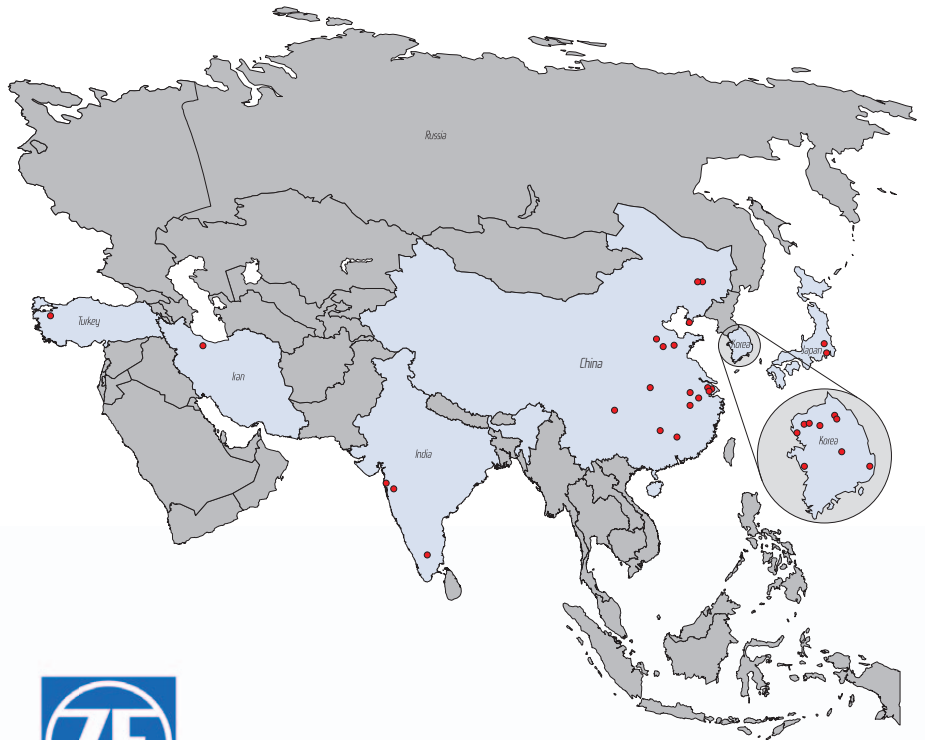 Russia
Turkey
Iran
China
Korea
Japan
India
Korea
ZF